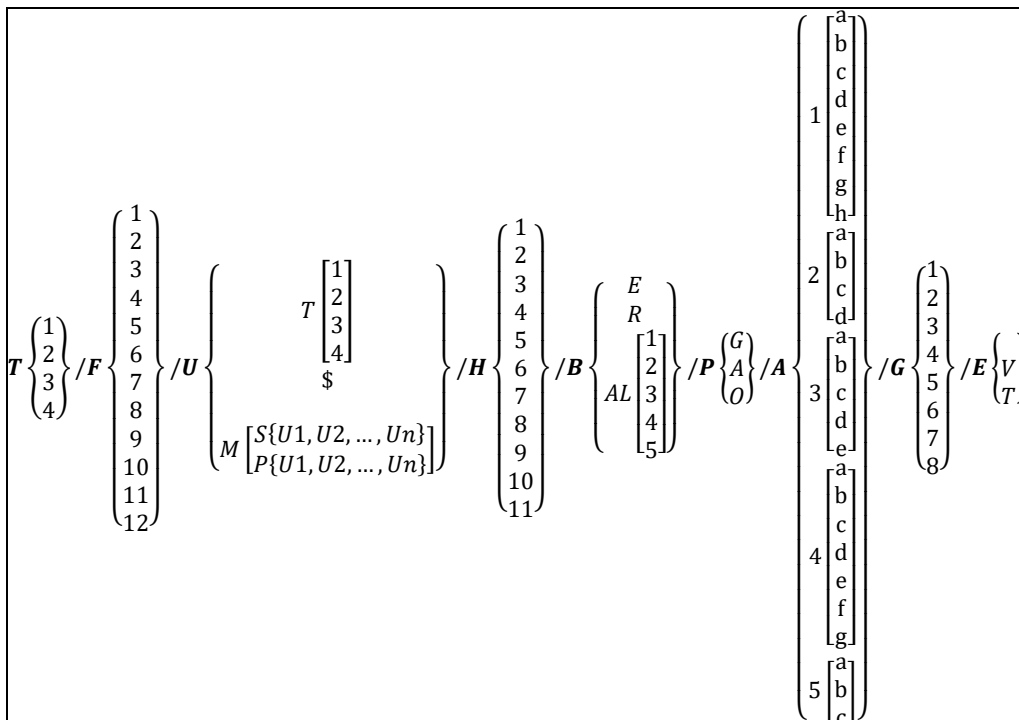 T {1 2 3 4} /F {1 2 3 4 5 6 7 8 9 10 11 12} /U {T [1 2 3 4] $ M [S{U1, U2, …, Un} P{U1, U2, …, Un}]} /H {1 2 3 4 5 6 7 8 9 10 11} /B {E R AL [1 2 3 4 5]} /P {G A O} /A {1 [a b c d e f g h] 2 [a b c d] 3 [a b c d e] 4 [a b c d e f g] 5 [a b c]} /G {1 2 3 4 5 6 7 8} /E {V T